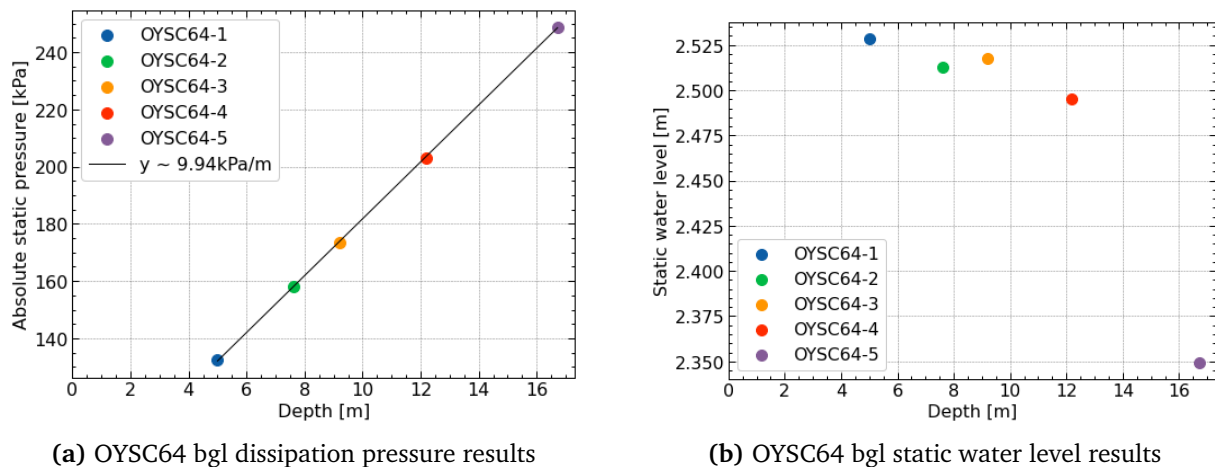 Absolute static pressure [kPa]
240
220
200
180
160
140
OYSC64-1
OYSC64-2
OYSC64-3
OYSC64-4
OYSC64-5
y ~ 9.94kPa/m
0 2 4 6 8 10 12 14 16
Depth [m]
(a) OYSC64 bgl dissipation pressure results
Static water level [m]
2.525
2.500
2.475
2.450
2.425
2.400
2.375
2.350
OYSC64-1
OYSC64-2
OYSC64-3
OYSC64-4
OYSC64-5
0 2 4 6 8 10 12 14 16
Depth [m]
(b) OYSC64 bgl static water level results